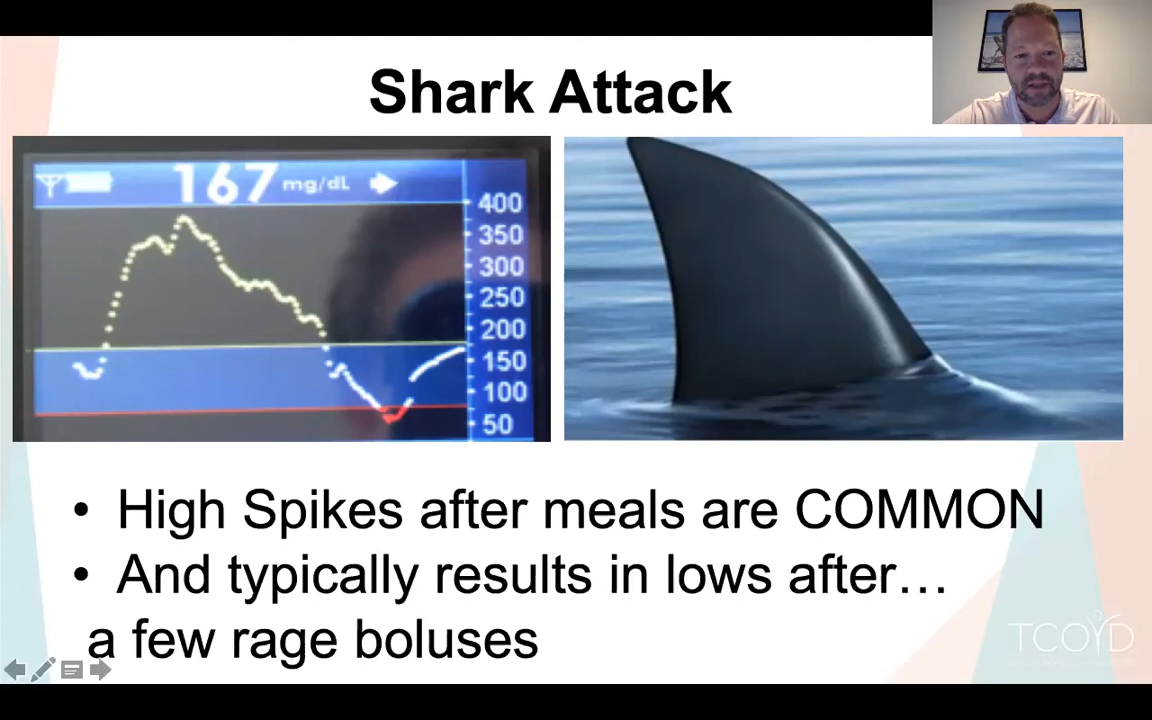 Shark Attack
167 mg/dL
400
350
300
250
200
150
100
50
• High Spikes after meals are COMMON
• And typically results in lows after…
a few rage boluses
TCOYD